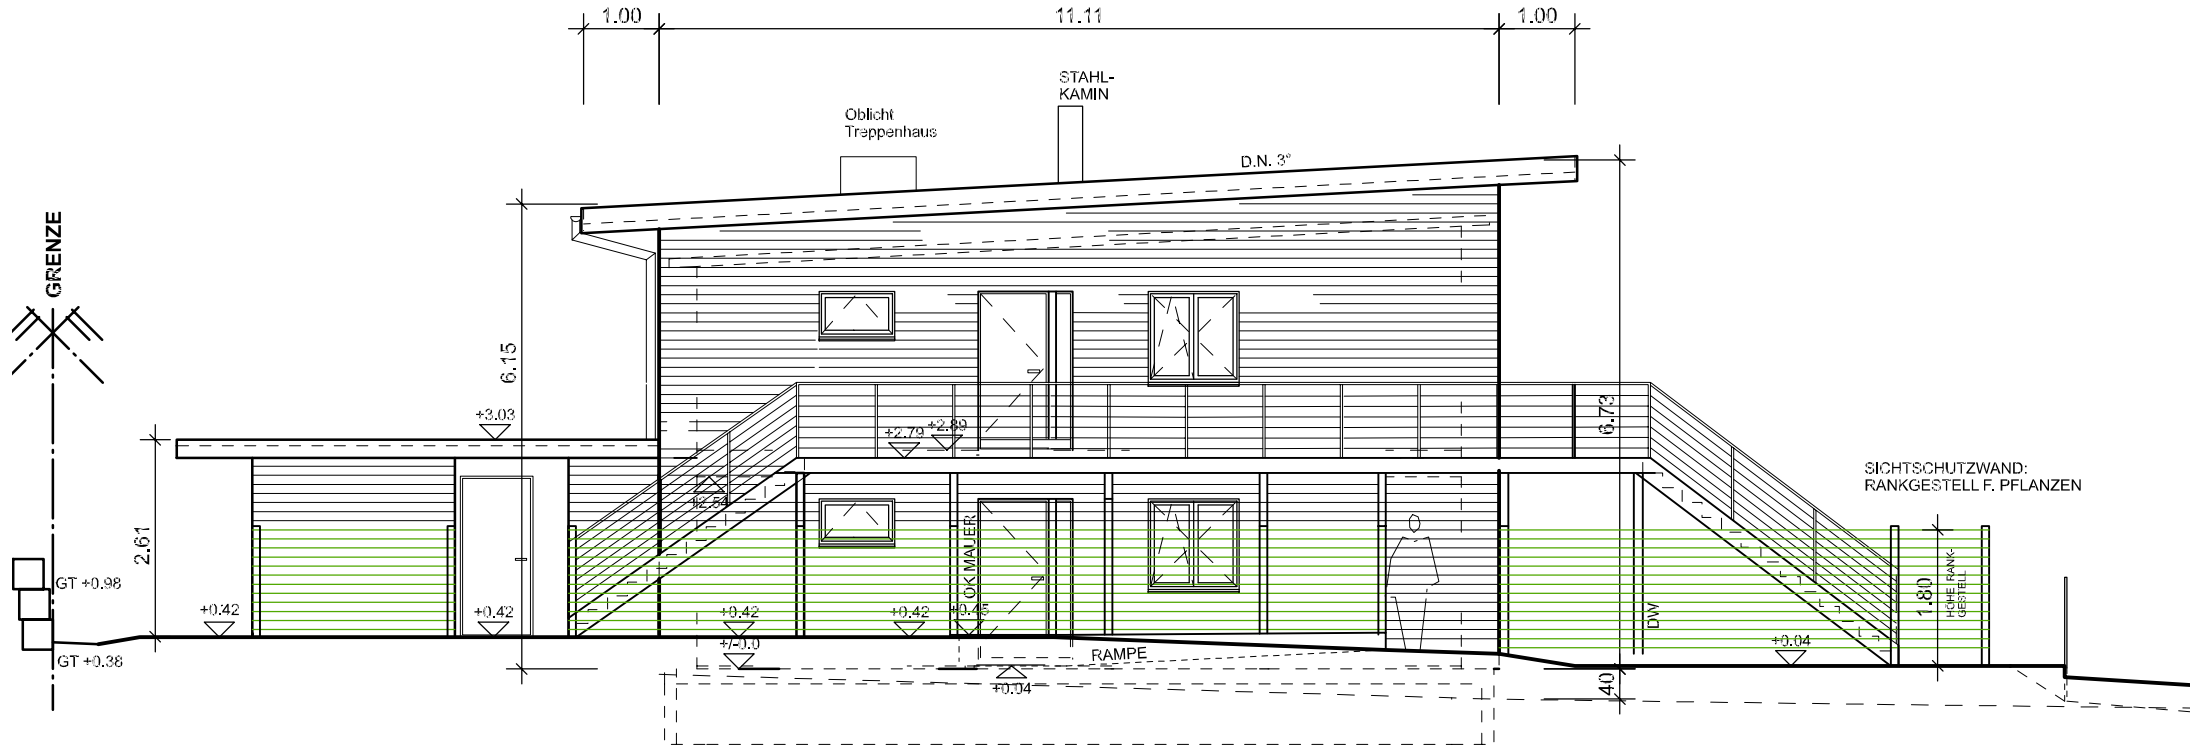 1.00
11.11
1.00
STAHL-
KAMIN
Oblicht
Treppenhaus
D.N. 3°
GRENZE
6.15
6.73
+3.03
+2.79
+2.89
+2.54
2.61
SICHTSCHUTZWAND:
RANKGESTELL F. PFLANZEN
OK MAUER
1.80
HÖHE RANK-
GESTELL
DW
GT +0.98
+0.42
+0.42
+0.42
+0.42
+0.45
+0.04
GT +0.38
+/-0.0
RAMPE
+0.04
40